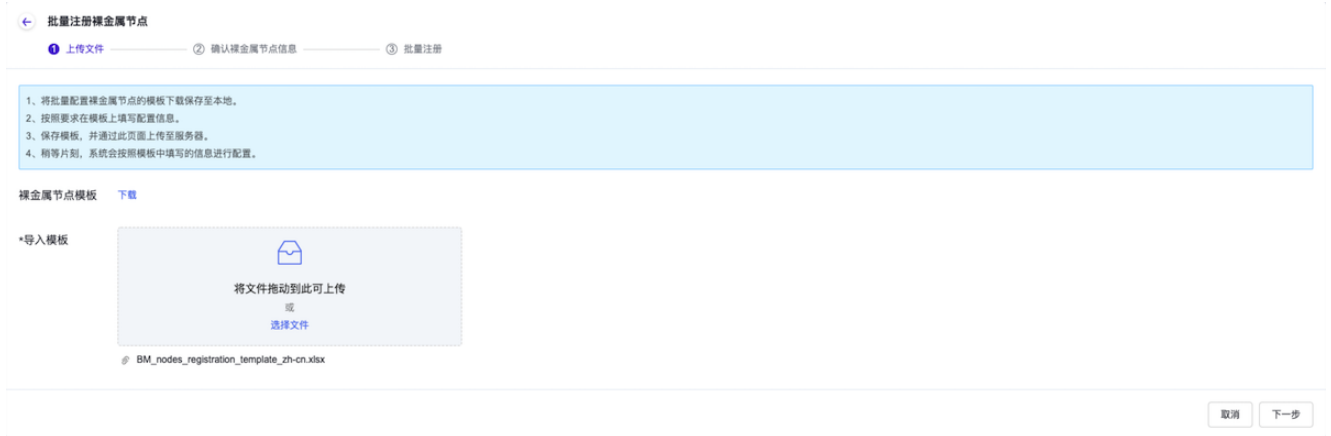 批量注册裸金属节点
1 上传文件 2 确认裸金属节点信息 3 批量注册
1、将批量配置裸金属节点的模板下载保存至本地。
2、按照要求在模板上填写配置信息。
3、保存模板，并通过此页面上传至服务器。
4、稍等片刻，系统会按照模板中填写的信息进行配置。
裸金属节点模板 下载
*导入模板
将文件拖动到此可上传
或
选择文件
BM_nodes_registration_template_zh-cn.xlsx
取消 下一步